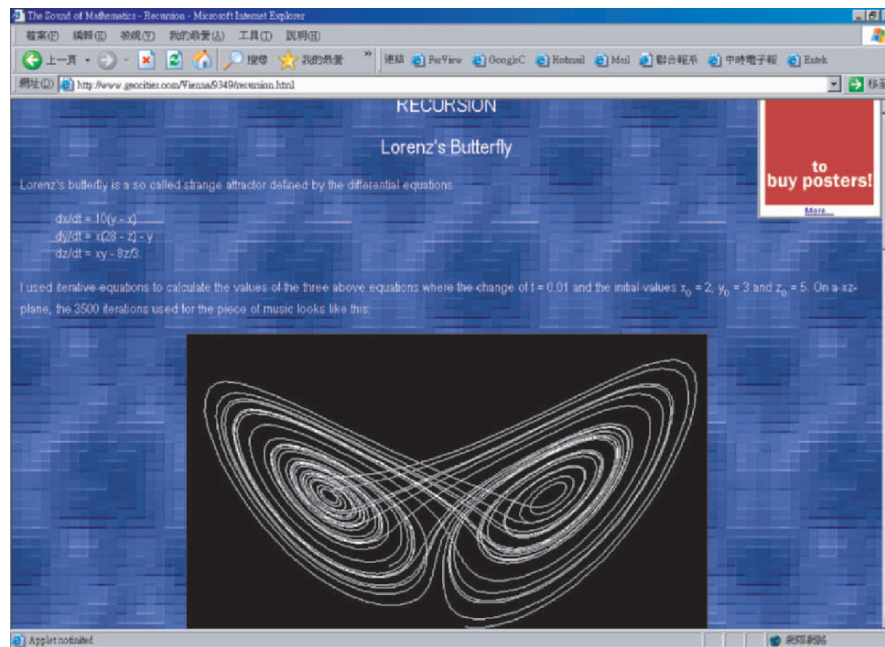 The Sound of Mathematics - Recursion - Microsoft Internet Explorer
檔案(F) 編輯(E) 檢視(V) 我的最愛(A) 工具(T) 說明(H)
上一頁 搜尋 我的最愛 » 連結 PerView GoogleC Hotmail Mail 聯合報系 中時電子報
網址(D) http://www.geocities.com/Vienna/9349/recursion.html 移至
RECURSION
Lorenz's Butterfly
to
buy posters!
More...
Lorenz's butterfly is a so called strange attractor defined by the differential equations
dx/dt = 10(y - x)
dy/dt = x(28 - z) - y
dz/dt = xy - 8z/3.
I used iterative equations to calculate the values of the three above equations where the change of t = 0.01 and the initial values x0 = 2, y0 = 3 and z0 = 5. On a xz-
plane, the 3500 iterations used for the piece of music looks like this:
Applet notinited
網際網路